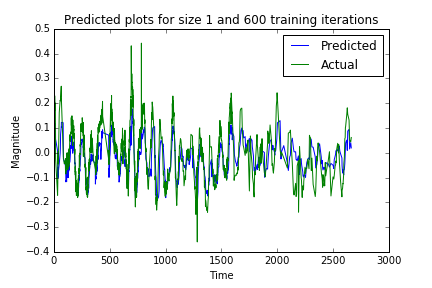 Predicted plots for size 1 and 600 training iterations
Predicted
Actual
Magnitude
0.5
0.4
0.3
0.2
0.1
0.0
−0.1
−0.2
−0.3
−0.4
0 500 1000 1500 2000 2500 3000
Time